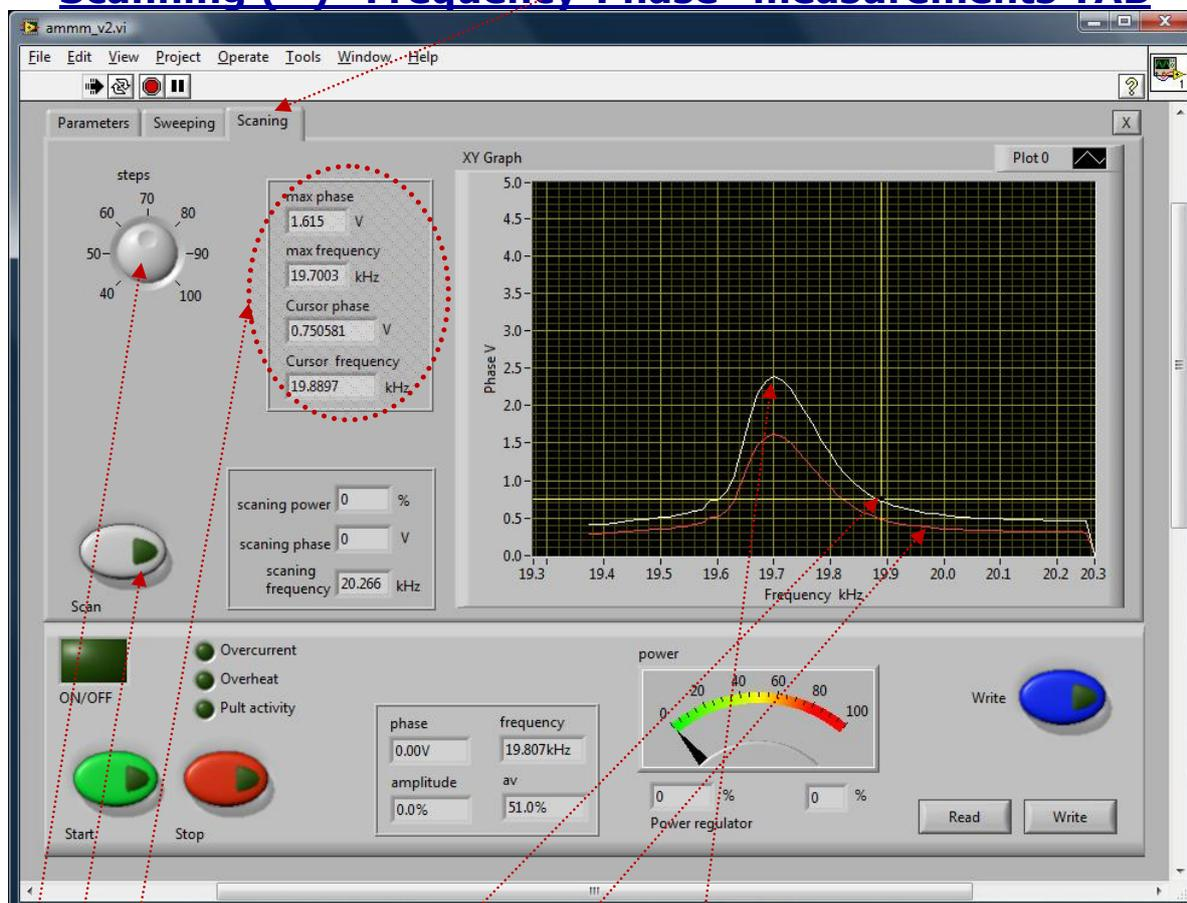 Scanning (**) "Frequency-Phase" measurements TAB
ammm_v2.vi
File Edit View Project Operate Tools Window Help
1
Parameters Sweeping Scaning
X
steps
40 50 60 70 80 90 100
max phase
1.615 V
max frequency
19.7003 kHz
Cursor phase
0.750581 V
Cursor frequency
19.8897 kHz
XY Graph
Plot 0
Phase V
5.0
4.5
4.0
3.5
3.0
2.5
2.0
1.5
1.0
0.5
0.0
19.3 19.4 19.5 19.6 19.7 19.8 19.9 20.0 20.1 20.2 20.3
Frequency kHz
scaning power 0 %
scaning phase 0 V
scaning
frequency 20.266 kHz
Scan
ON/OFF
Overcurrent
Overheat
Pult activity
Start
Stop
phase frequency
0.00V 19.807kHz
amplitude av
0.0% 51.0%
power
0 20 40 60 80 100
0 % 0 %
Power regulator
Write
Read Write